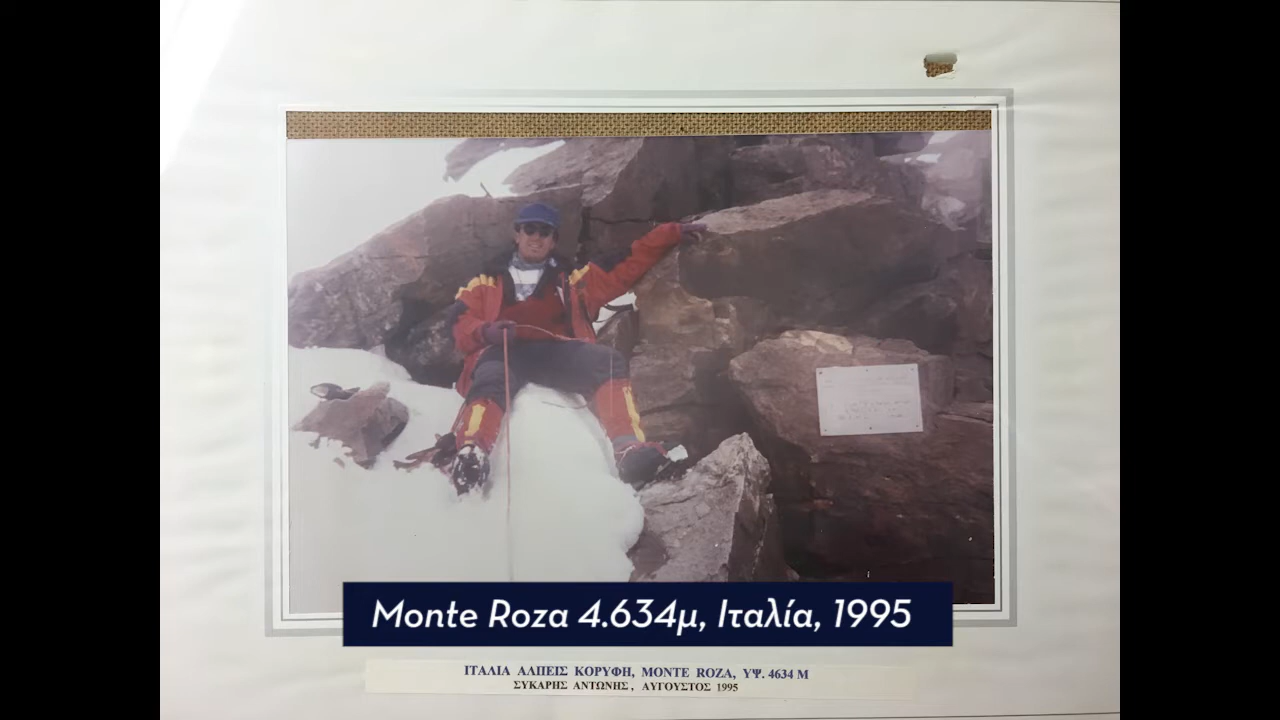 Monte Roza 4.634μ, Ιταλία, 1995
ΙΤΑΛΙΑ ΑΛΠΕΙΣ ΚΟΡΥΦΗ, MONTE ROZA, ΥΨ. 4634 Μ
ΣΥΚΑΡΗΣ ΑΝΤΩΝΗΣ, ΑΥΓΟΥΣΤΟΣ 1995